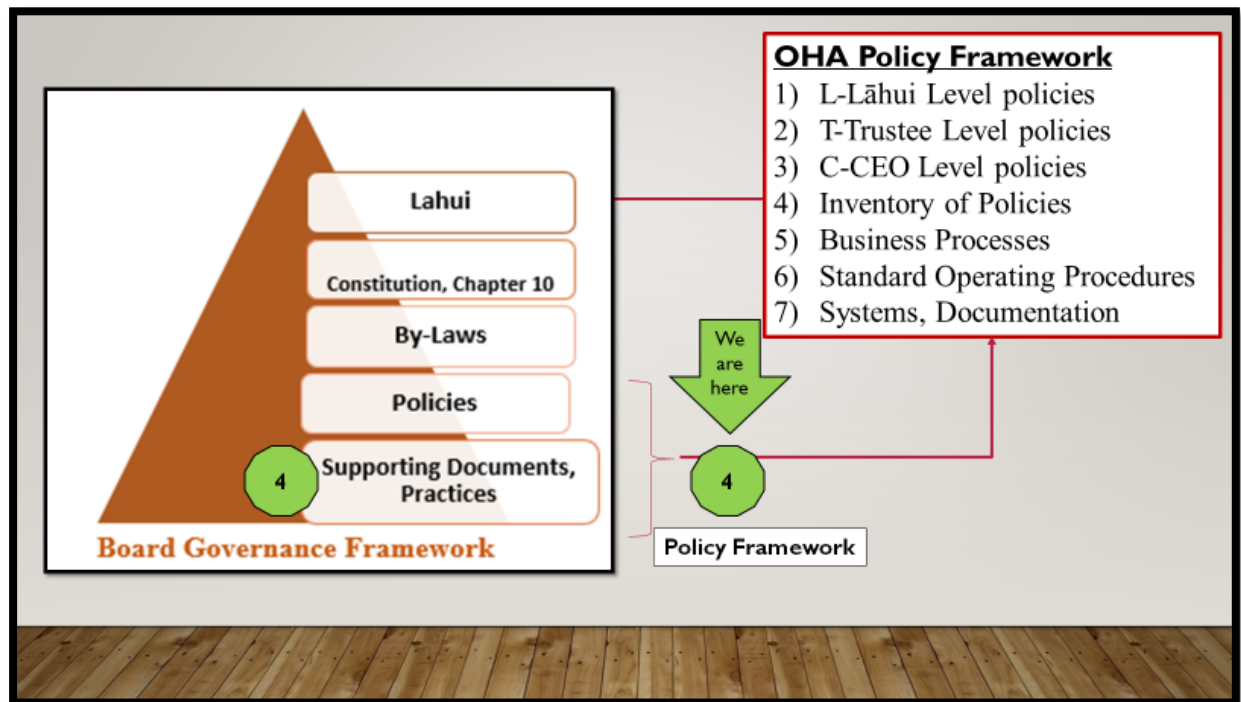 Lahui
Constitution, Chapter 10
By-Laws
Policies
4
Supporting Documents,
Practices
Board Governance Framework
OHA Policy Framework
1) L-Lāhui Level policies
2) T-Trustee Level policies
3) C-CEO Level policies
4) Inventory of Policies
5) Business Processes
6) Standard Operating Procedures
7) Systems, Documentation
We
are
here
4
Policy Framework